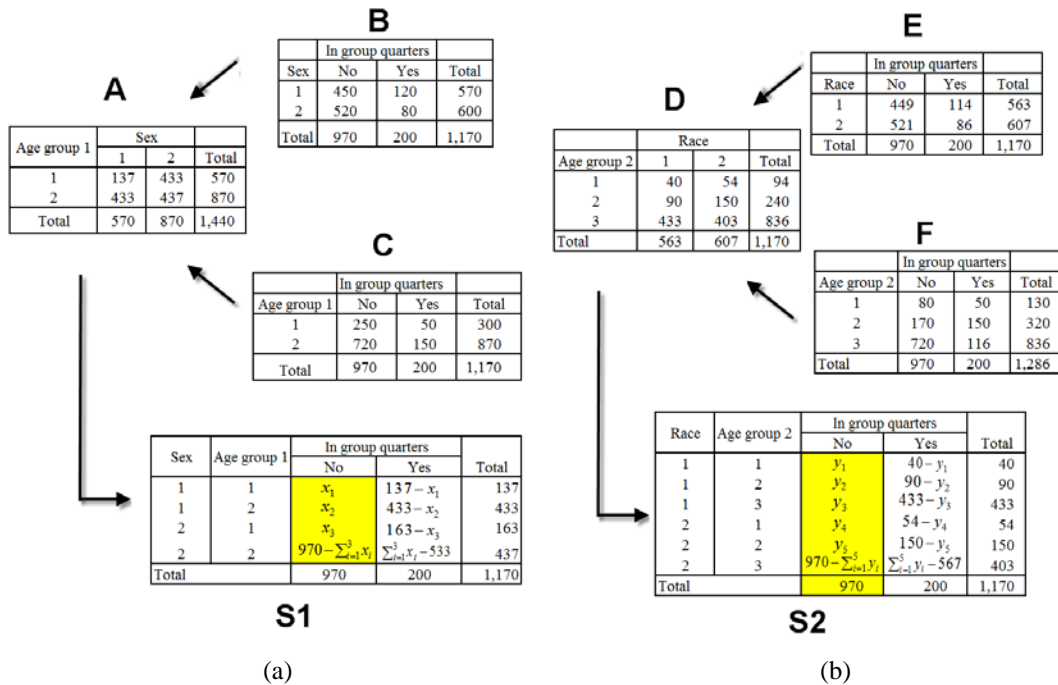 B
In group quarters
Sex No Yes Total
1 450 120 570
2 520 80 600
Total 970 200 1,170
A
Age group 1 Sex
1 2 Total
1 137 433 570
2 433 437 870
Total 570 870 1,440
C
In group quarters
Age group 1 No Yes Total
1 250 50 300
2 720 150 870
Total 970 200 1,170
Sex Age group 1 In group quarters Total
No Yes
1 1 x₁ 137 − x₁ 137
1 2 x₂ 433 − x₂ 433
2 1 x₃ 163 − x₃ 163
2 2 970 − ∑³ᵢ₌₁ xᵢ ∑³ᵢ₌₁ xᵢ − 533 437
Total 970 200 1,170
S1
(a)
E
In group quarters
Race No Yes Total
1 449 114 563
2 521 86 607
Total 970 200 1,170
D
Race
Age group 2 1 2 Total
1 40 54 94
2 90 150 240
3 433 403 836
Total 563 607 1,170
F
In group quarters
Age group 2 No Yes Total
1 80 50 130
2 170 150 320
3 720 116 836
Total 970 200 1,286
Race Age group 2 In group quarters Total
No Yes
1 1 y₁ 40 − y₁ 40
1 2 y₂ 90 − y₂ 90
1 3 y₃ 433 − y₃ 433
2 1 y₄ 54 − y₄ 54
2 2 y₅ 150 − y₅ 150
2 3 970 − ∑⁵ᵢ₌₁ yᵢ ∑⁵ᵢ₌₁ yᵢ − 567 403
Total 970 200 1,170
S2
(b)